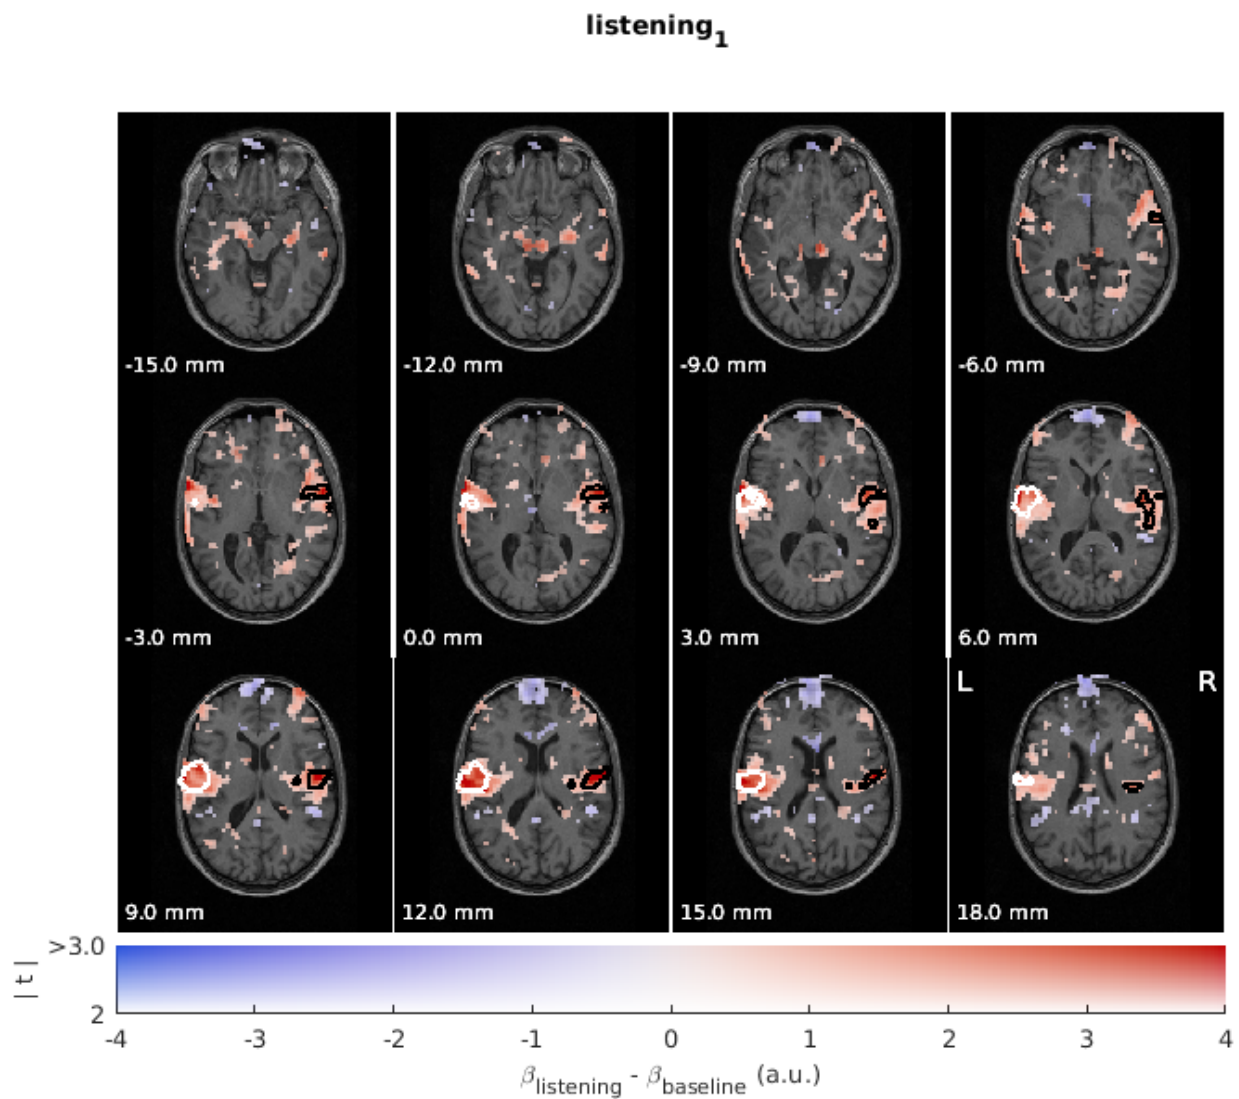 listening1
-15.0 mm
-12.0 mm
-9.0 mm
-6.0 mm
-3.0 mm
0.0 mm
3.0 mm
6.0 mm
L R
9.0 mm
12.0 mm
15.0 mm
18.0 mm
>3.0
| t |
2
-4 -3 -2 -1 0 1 2 3 4
βlistening - βbaseline (a.u.)